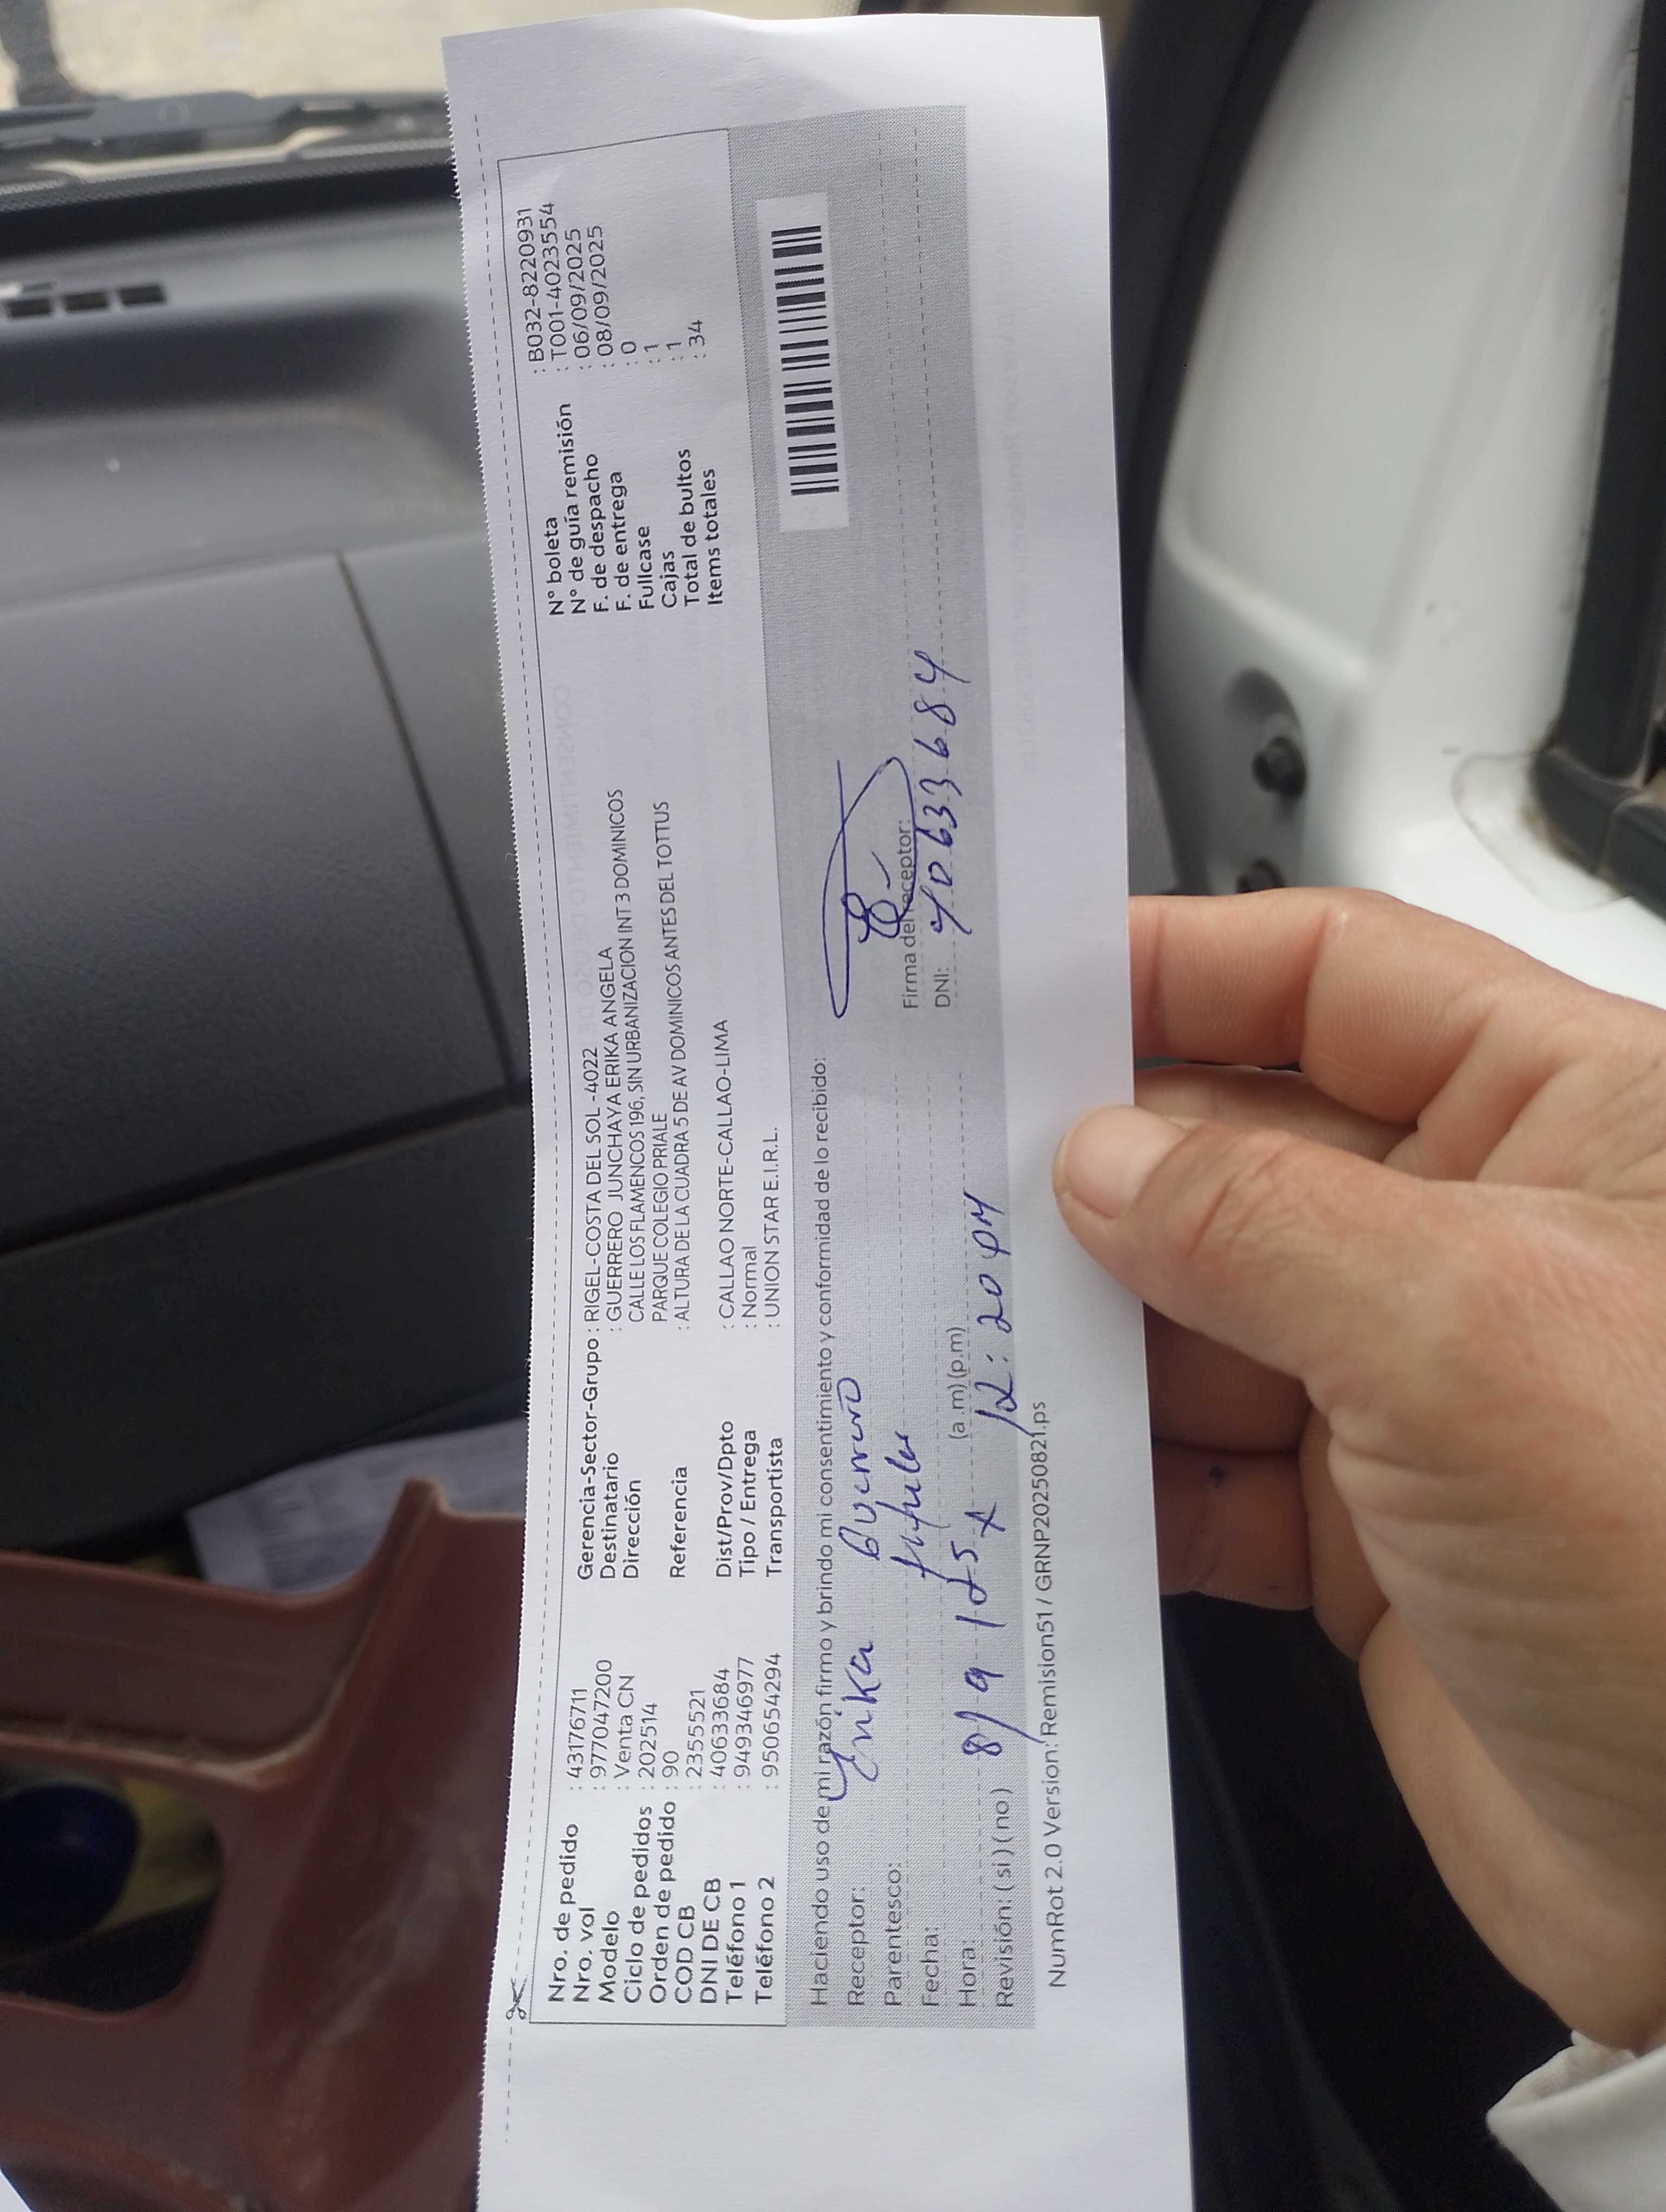 Nro. de pedido : 43176711
Nro. vol : 977047200
Modelo : Venta CN
Ciclo de pedidos : 202514
Orden de pedido : 90
COD CB : 2355521
DNI DE CB : 40633684
Teléfono 1 : 949346977
Teléfono 2 : 950654294
Gerencia-Sector-Grupo : RIGEL-COSTA DEL SOL -4022
Destinatario : GUERRERO JUNCHAYA ERIKA ANGELA
Dirección CALLE LOS FLAMENCOS 196, SIN URBANIZACION INT 3 DOMINICOS
PARQUE COLEGIO PRIALE
Referencia : ALTURA DE LA CUADRA 5 DE AV DOMINICOS ANTES DEL TOTTUS
Dist/Prov/Dpto : CALLAO NORTE-CALLAO-LIMA
Tipo / Entrega : Normal
Transportista : UNION STAR E.I.R.L.
N° boleta : B032-8220931
N° de guía remisión : T001-4023554
F. de despacho : 06/09/2025
F. de entrega : 08/09/2025
Fullcase : 0
Cajas : 1
Total de bultos : 1
Items totales : 34
Haciendo uso de mi razón firmo y brindo mi consentimiento y conformidad de lo recibido:
Receptor: Erika Guerrero
Parentesco: titular
Firma del receptor:
Fecha: 8/9/25
DNI: 40633684
Hora: (a.m) (p.m) 12:20 pm
Revisión: ( si ) ( no ) x
NumRot 2.0 Version: Remision51 / GRNP20250821.ps